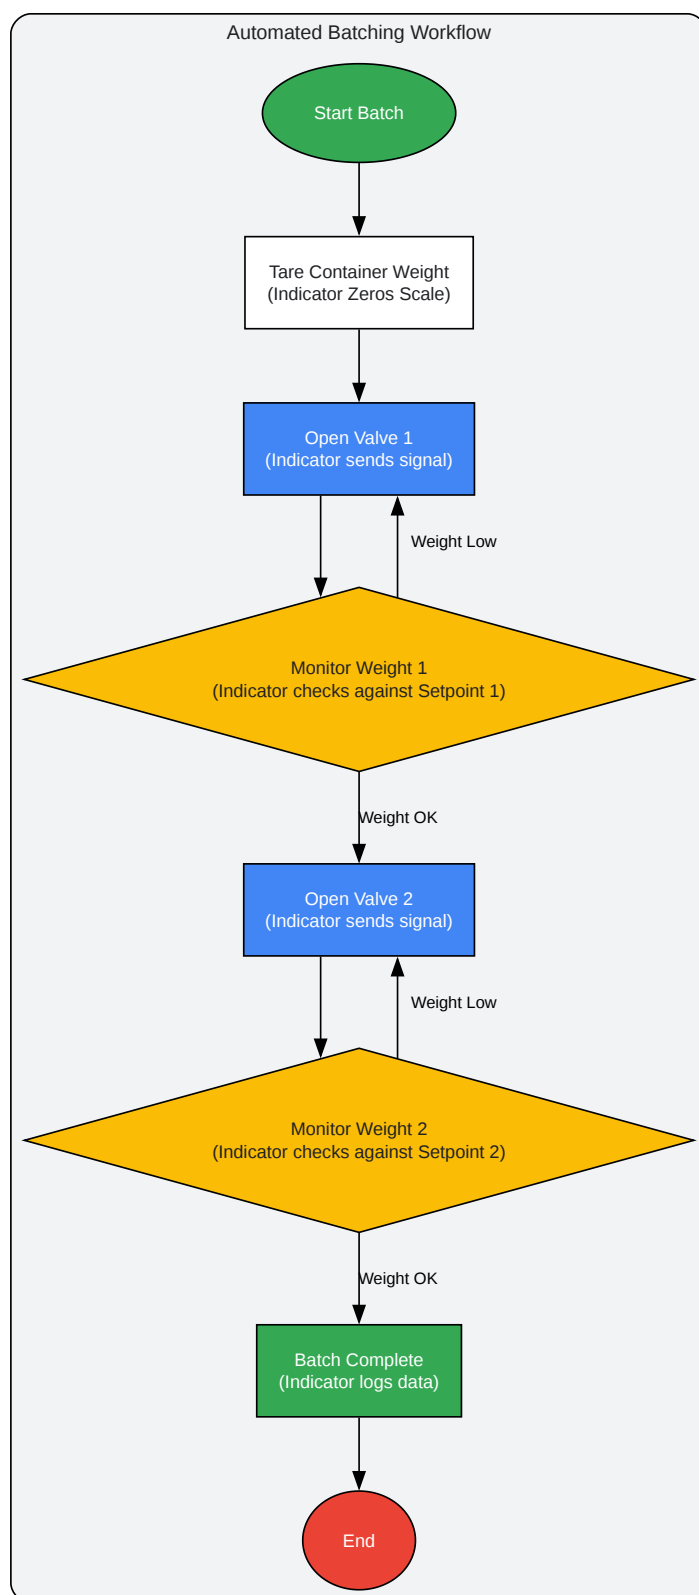 Automated Batching Workflow
Start Batch
Tare Container Weight
(Indicator Zeros Scale)
Open Valve 1
(Indicator sends signal)
Weight Low
Monitor Weight 1
(Indicator checks against Setpoint 1)
Weight OK
Open Valve 2
(Indicator sends signal)
Weight Low
Monitor Weight 2
(Indicator checks against Setpoint 2)
Weight OK
Batch Complete
(Indicator logs data)
End